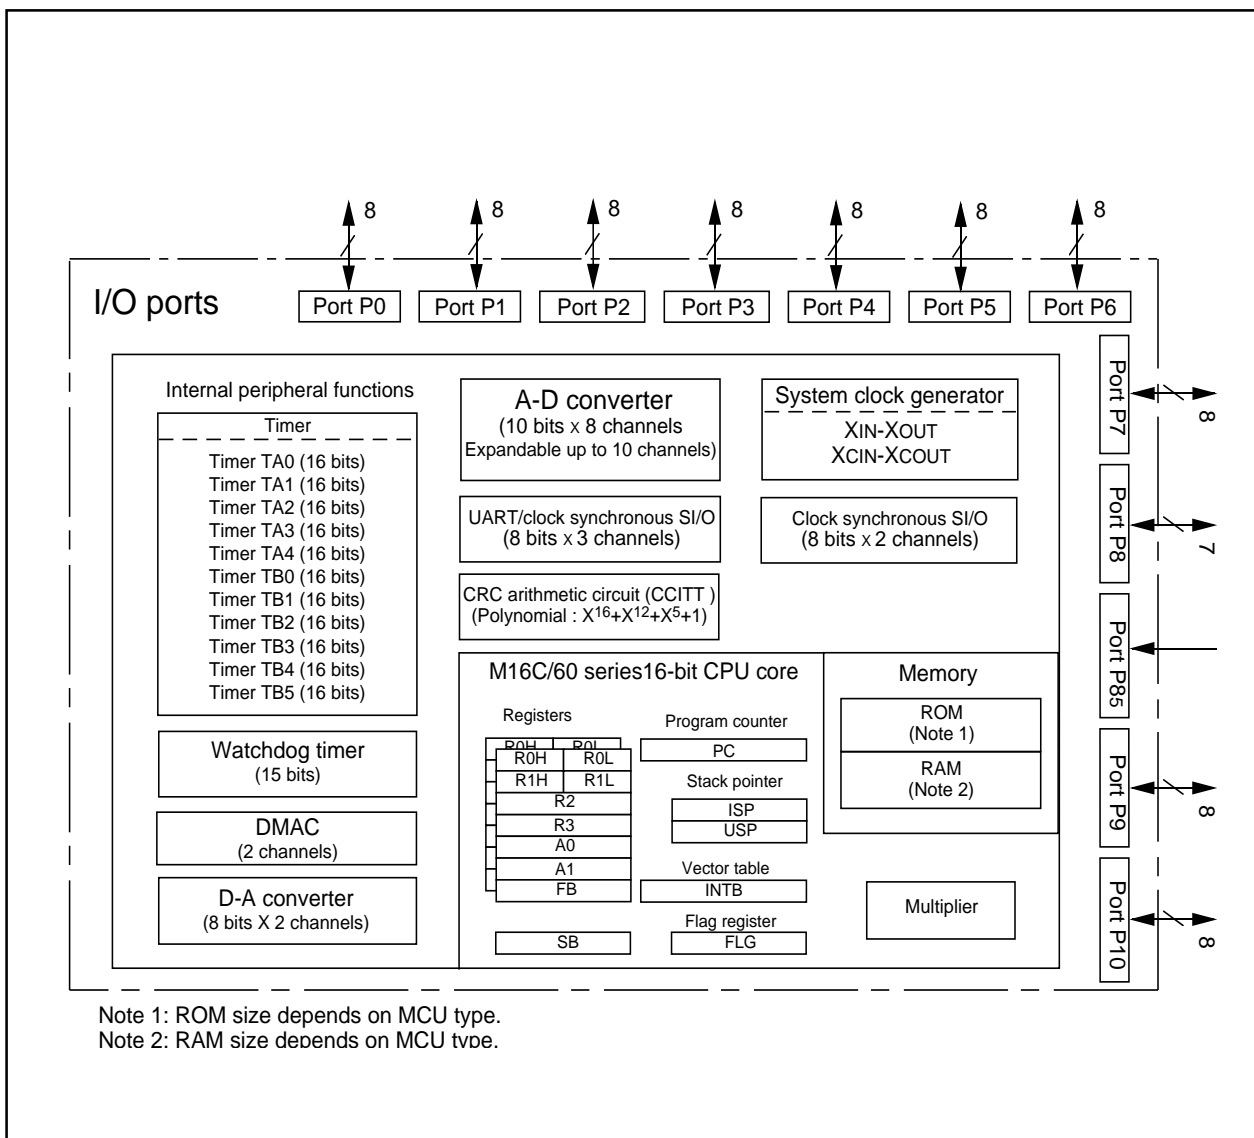 8 8 8 8 8 8 8
I/O ports
Port P0 Port P1 Port P2 Port P3 Port P4 Port P5 Port P6
Port P7
8
Port P8
7
Port P85
Port P9
8
Port P10
8
Internal peripheral functions
Timer
Timer TA0 (16 bits)
Timer TA1 (16 bits)
Timer TA2 (16 bits)
Timer TA3 (16 bits)
Timer TA4 (16 bits)
Timer TB0 (16 bits)
Timer TB1 (16 bits)
Timer TB2 (16 bits)
Timer TB3 (16 bits)
Timer TB4 (16 bits)
Timer TB5 (16 bits)
Watchdog timer
(15 bits)
DMAC
(2 channels)
D-A converter
(8 bits X 2 channels)
A-D converter
(10 bits x 8 channels
Expandable up to 10 channels)
UART/clock synchronous SI/O
(8 bits x 3 channels)
CRC arithmetic circuit (CCITT )
(Polynomial : X16+X12+X5+1)
System clock generator
XIN-XOUT
XCIN-XCOUT
Clock synchronous SI/O
(8 bits x 2 channels)
M16C/60 series16-bit CPU core
Registers
R0H R0L
R0H R0L
R1H R1L
R2
R3
A0
A1
FB
SB
Program counter
PC
Stack pointer
ISP
USP
Vector table
INTB
Flag register
FLG
Memory
ROM
(Note 1)
RAM
(Note 2)
Multiplier
Note 1: ROM size depends on MCU type.
Note 2: RAM size depends on MCU type.